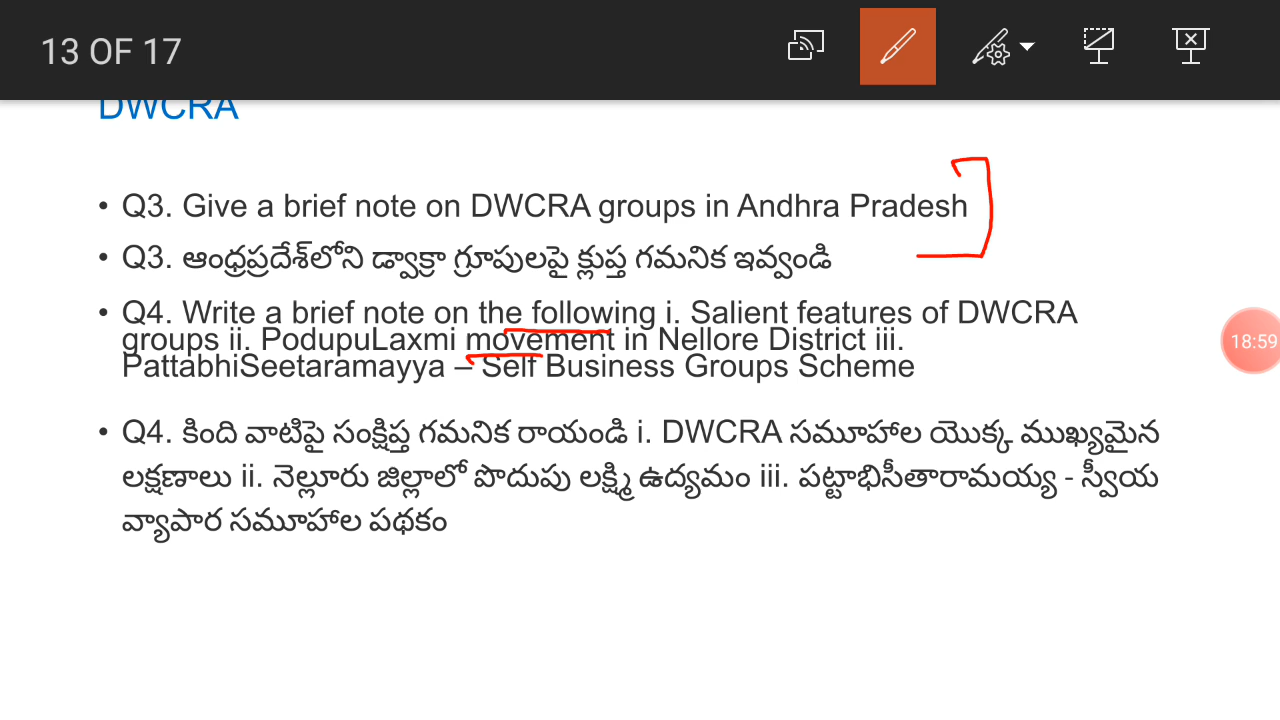 13 OF 17
DWCRA
• Q3. Give a brief note on DWCRA groups in Andhra Pradesh
• Q3. ఆంధ్రప్రదేశ్‌లోని డ్వాక్రా గ్రూపులపై క్లుప్త గమనిక ఇవ్వండి
• Q4. Write a brief note on the following i. Salient features of DWCRA
groups ii. PodupuLaxmi movement in Nellore District iii.
PattabhiSeetaramayya – Self Business Groups Scheme
• Q4. కింది వాటిపై సంక్షిప్త గమనిక రాయండి i. DWCRA సమూహాల యొక్క ముఖ్యమైన
లక్షణాలు ii. నెల్లూరు జిల్లాలో పొదుపు లక్ష్మి ఉద్యమం iii. పట్టాభిసీతారామయ్య - స్వీయ
వ్యాపార సమూహాల పథకం
18:59